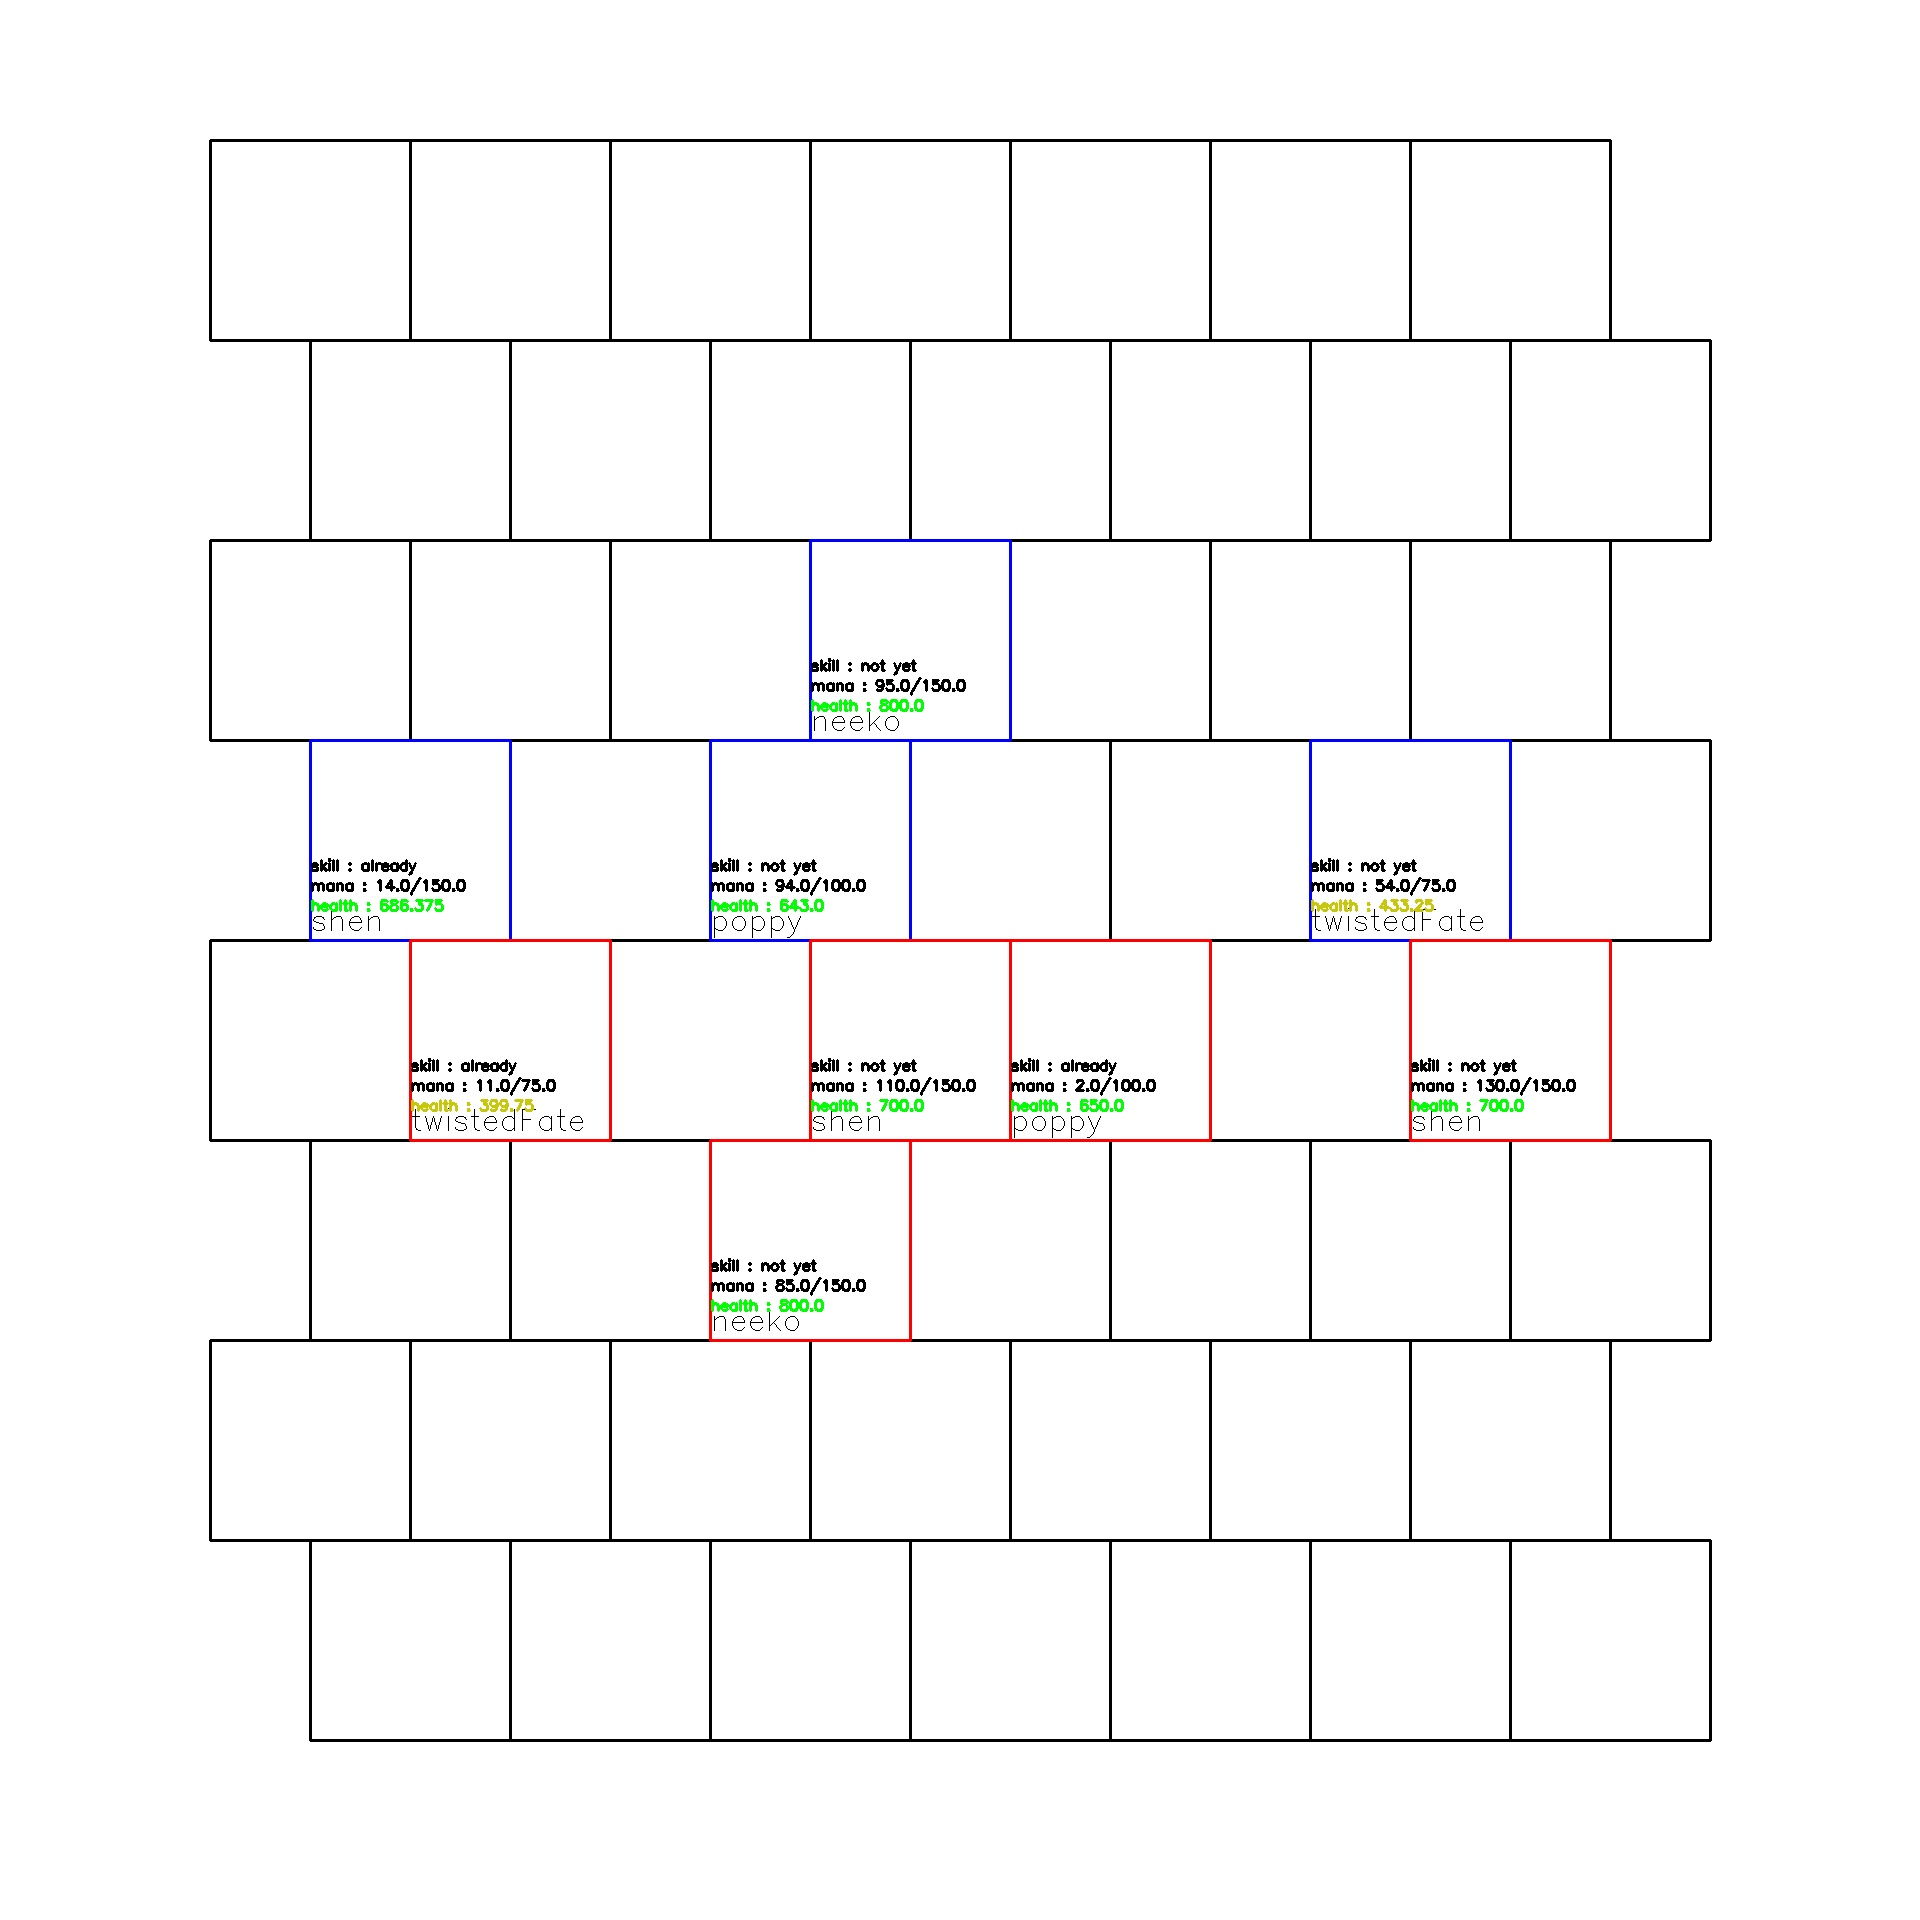 skill : not yet
mana : 95.0/150.0
health : 800.0
neeko
skill : already
mana : 14.0/150.0
health : 686.375
shen
skill : not yet
mana : 94.0/100.0
health : 643.0
poppy
skill : not yet
mana : 54.0/75.0
health : 433.25
twistedFate
skill : already
mana : 11.0/75.0
health : 399.75
twistedFate
skill : not yet
mana : 110.0/150.0
health : 700.0
shen
skill : already
mana : 2.0/100.0
health : 650.0
poppy
skill : not yet
mana : 130.0/150.0
health : 700.0
shen
skill : not yet
mana : 85.0/150.0
health : 800.0
neeko